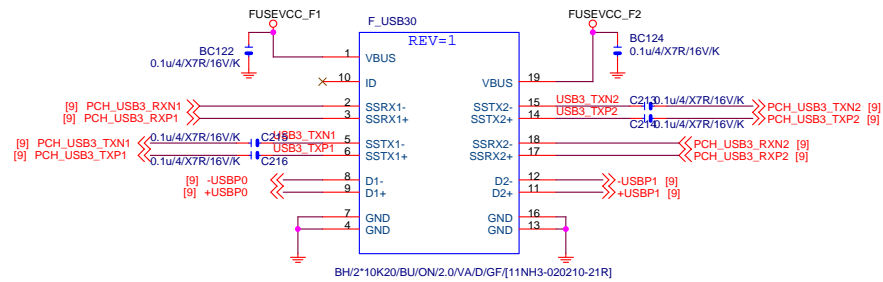 FUSEVCC_F1
F_USB30
FUSEVCC_F2
REV=1
BC122
0.1u/4/X7R/16V/K
BC124
0.1u/4/X7R/16V/K
1 VBUS
10 ID
VBUS 19
[9] PCH_USB3_RXN1 2 SSRX1-
[9] PCH_USB3_RXP1 3 SSRX1+
SSTX2- 15 USB3_TXN2 C213 0.1u/4/X7R/16V/K PCH_USB3_TXN2 [9]
SSTX2+ 14 USB3_TXP2 C214 0.1u/4/X7R/16V/K PCH_USB3_TXP2 [9]
[9] PCH_USB3_TXN1 0.1u/4/X7R/16V/K C215 USB3_TXN1 5 SSTX1-
[9] PCH_USB3_TXP1 0.1u/4/X7R/16V/K C216 USB3_TXP1 6 SSTX1+
SSRX2- 18 PCH_USB3_RXN2 [9]
SSRX2+ 17 PCH_USB3_RXP2 [9]
[9] -USBP0 8 D1-
[9] +USBP0 9 D1+
D2- 12 -USBP1 [9]
D2+ 11 +USBP1 [9]
7 GND
4 GND
GND 16
GND 13
BH/2*10K20/BU/ON/2.0/VA/D/GF/[11NH3-020210-21R]